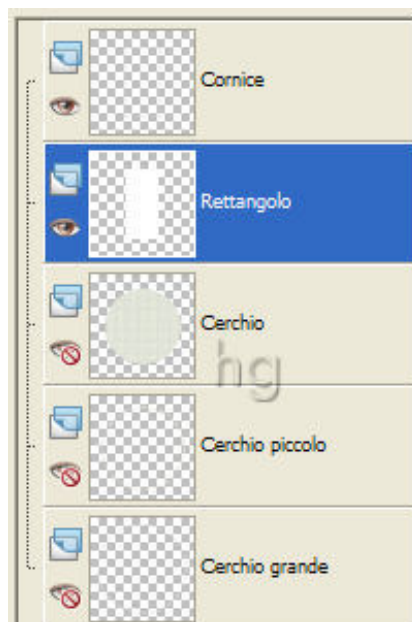 Cornice
Rettangolo
Cerchio
hg
Cerchio piccolo
Cerchio grande